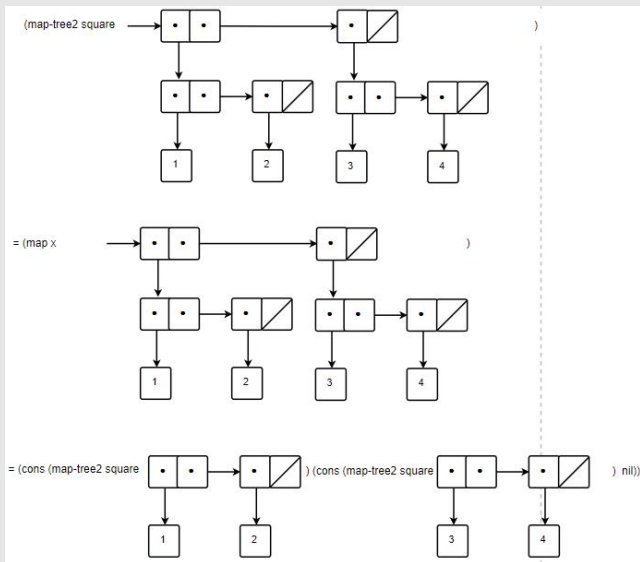 (map-tree2 square )
1 2 3 4
= (map x )
1 2 3 4
= (cons (map-tree2 square ) (cons (map-tree2 square ) nil))
1 2 3 4